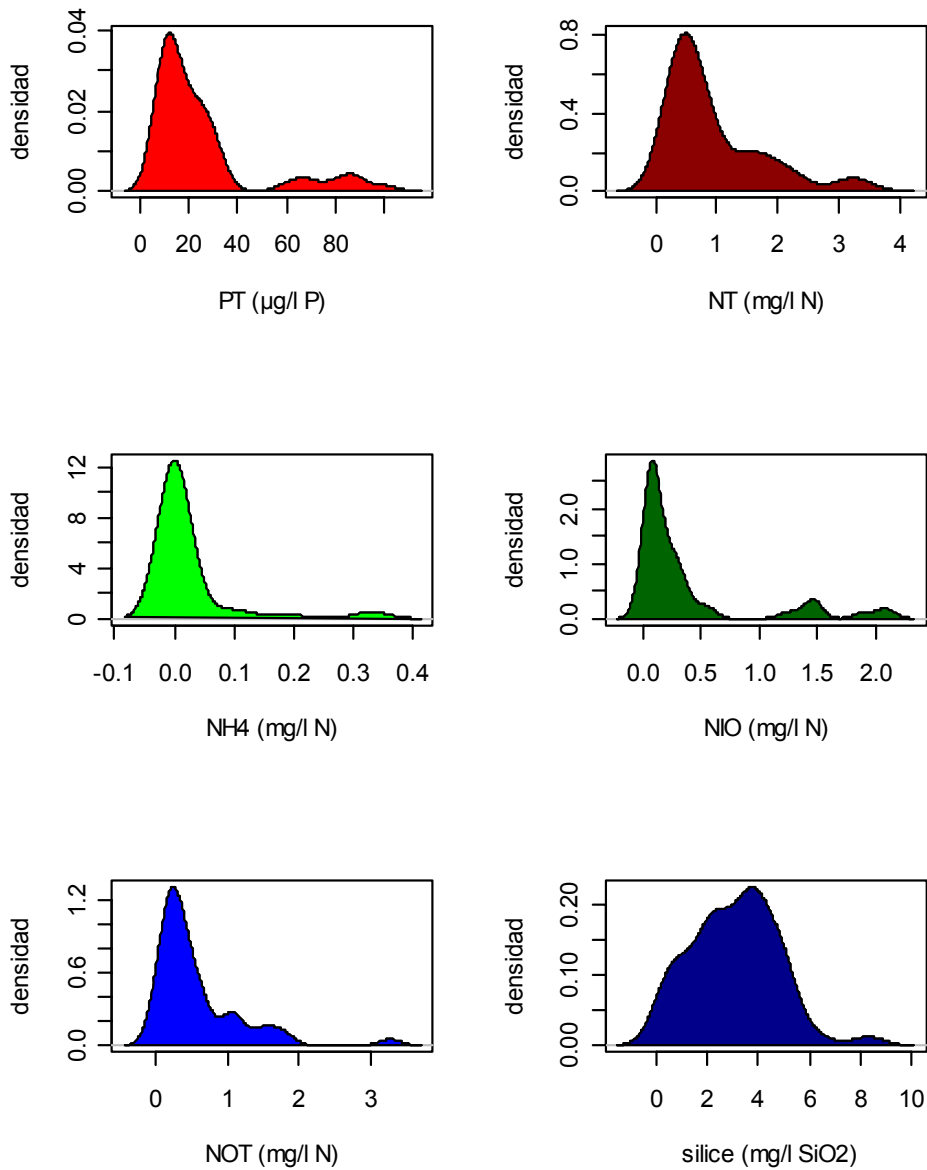 densidad
0.00 0.02 0.04
0 20 40 60 80
PT (µg/l P)
densidad
0.0 0.4 0.8
0 1 2 3 4
NT (mg/l N)
densidad
0 4 8 12
-0.1 0.0 0.1 0.2 0.3 0.4
NH4 (mg/l N)
densidad
0.0 1.0 2.0
0.0 0.5 1.0 1.5 2.0
NIO (mg/l N)
densidad
0.0 0.6 1.2
0 1 2 3
NOT (mg/l N)
densidad
0.00 0.10 0.20
0 2 4 6 8 10
silice (mg/l SiO2)